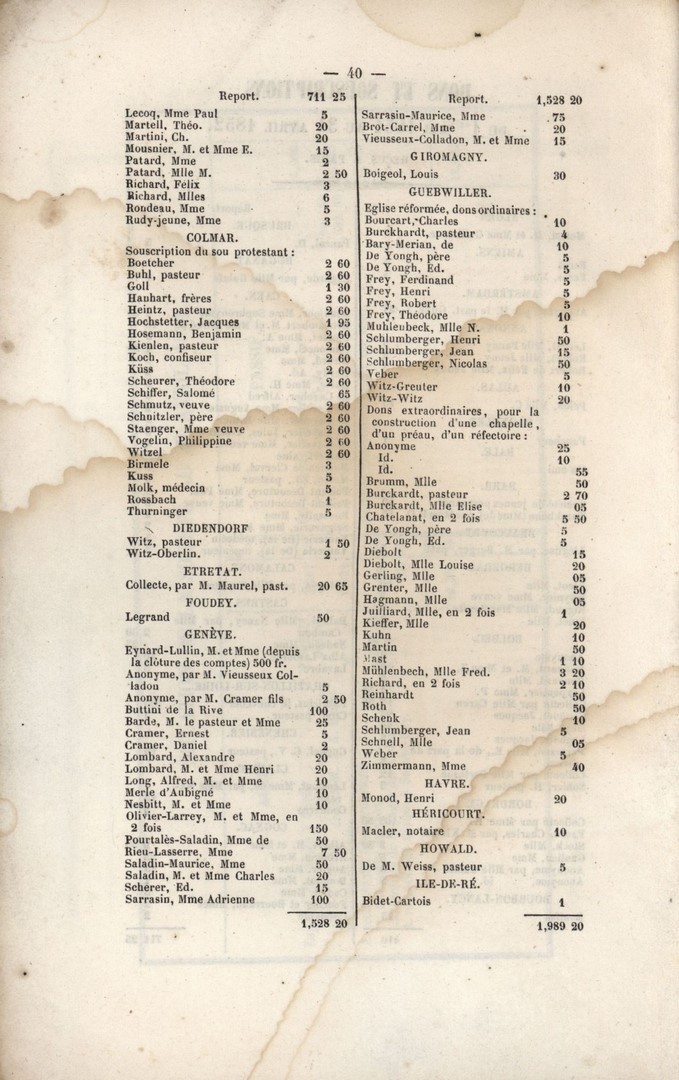 — 40 —
Report. 711 25
Lecoq, Mme Paul 5
Martell, Théo. 20
Martini, Ch. 20
Mousnier, M. et Mme E. 15
Patard, Mme 2
Patard, Mlle M. 2 50
Richard, Félix 3
Richard, Mlles 6
Rondeau, Mme 5
Rudy-jeune, Mme 3
COLMAR.
Souscription du sou protestant :
Boetcher 2 60
Buhl, pasteur 2 60
Goll 1 30
Hanhart, frères 2 60
Heintz, pasteur 2 60
Hochstetter, Jacques 1 95
Hosemann, Benjamin 2 60
Kienlen, pasteur 2 60
Koch, confiseur 2 60
Küss 2 60
Scheurer, Théodore 2 60
Schiffer, Salomé 65
Schmutz, veuve 2 60
Schnitzler, père 2 60
Staenger, Mme veuve 2 60
Vogelin, Philippine 2 60
Witzel 2 60
Birmele 3
Kuss 5
Molk, médecin 5
Rossbach 1
Thurninger 5
DIEDENDORF
Witz, pasteur 1 50
Witz-Oberlin. 2
ETRETAT.
Collecte, par M. Maurel, past. 20 65
FOUDEY.
Legrand 50
GENÈVE.
Eynard-Lullin, M. et Mme (depuis
la clôture des comptes) 500 fr.
Anonyme, par M. Vieusseux Col-
ladon 5
Anonyme, par M. Cramer fils 2 50
Buttini de la Rive 100
Barde, M. le pasteur et Mme 25
Cramer, Ernest 5
Cramer, Daniel 2
Lombard, Alexandre 20
Lombard, M. et Mme Henri 20
Long, Alfred, M. et Mme 10
Merle d'Aubigné 10
Nesbitt, M. et Mme 10
Olivier-Larrey, M. et Mme, en
2 fois 150
Pourtalès-Saladin, Mme de 50
Rieu-Lasserre, Mme 7 50
Saladin-Maurice, Mme 50
Saladin, M. et Mme Charles 20
Scherer, Ed. 15
Sarrasin, Mme Adrienne 100
1,528 20
Report. 1,528 20
Sarrasin-Maurice, Mme 75
Brot-Carrel, Mme 20
Vieusseux-Colladon, M. et Mme 15
GIROMAGNY.
Boigeol, Louis 30
GUEBWILLER.
Eglise réformée, dons ordinaires :
Bourcart, Charles 10
Burckhardt, pasteur 4
Bary-Merian, de 10
De Yongh, père 5
De Yongh, Ed. 5
Frey, Ferdinand 5
Frey, Henri 5
Frey, Robert 5
Frey, Théodore 10
Muhlenbeck, Mlle N. 1
Schlumberger, Henri 50
Schlumberger, Jean 15
Schlumberger, Nicolas 50
Veber 5
Witz-Greuter 10
Witz-Witz 20
Dons extraordinaires, pour la
construction d'une chapelle,
d'un préau, d'un réfectoire :
Anonyme 25
Id. 10
Id. 55
Brumm, Mlle 50
Burckardt, pasteur 2 70
Burckardt, Mlle Elise 05
Chatelanat, en 2 fois 5 50
De Yongh, père 5
De Yongh, Ed. 5
Diebolt 15
Diebolt, Mlle Louise 20
Gerling, Mlle 05
Grenter, Mlle 50
Hagmann, Mlle 05
Juilliard, Mlle, en 2 fois 1
Kieffer, Mlle 20
Kuhn 10
Martin 50
Mast 1 10
Mühlenbech, Mlle Fred. 3 20
Richard, en 2 fois 2 10
Reinhardt 50
Roth 50
Schenk 10
Schlumberger, Jean 5
Schnell, Mlle 05
Weber 5
Zimmermann, Mme 40
HAVRE.
Monod, Henri 20
HÉRICOURT.
Macler, notaire 10
HOWALD.
De M. Weiss, pasteur 5
ILE-DE-RÉ.
Bidet-Cartois 1
1,989 20